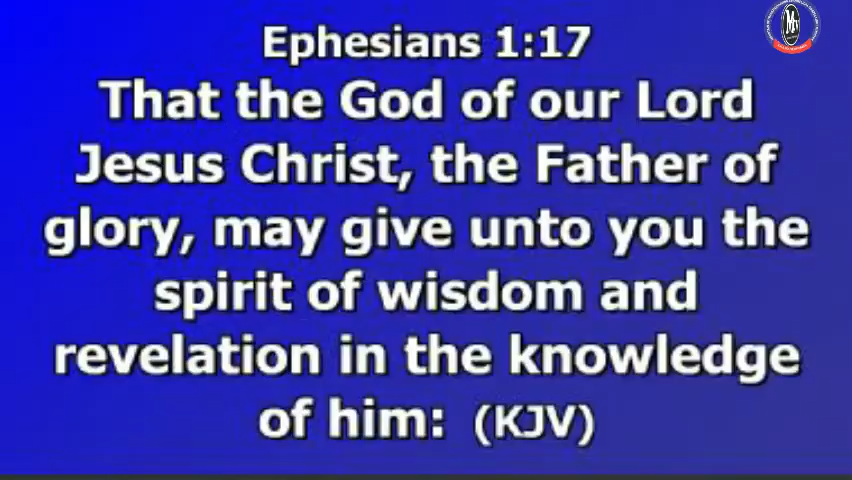 Ephesians 1:17
That the God of our Lord
Jesus Christ, the Father of
glory, may give unto you the
spirit of wisdom and
revelation in the knowledge
of him: (KJV)